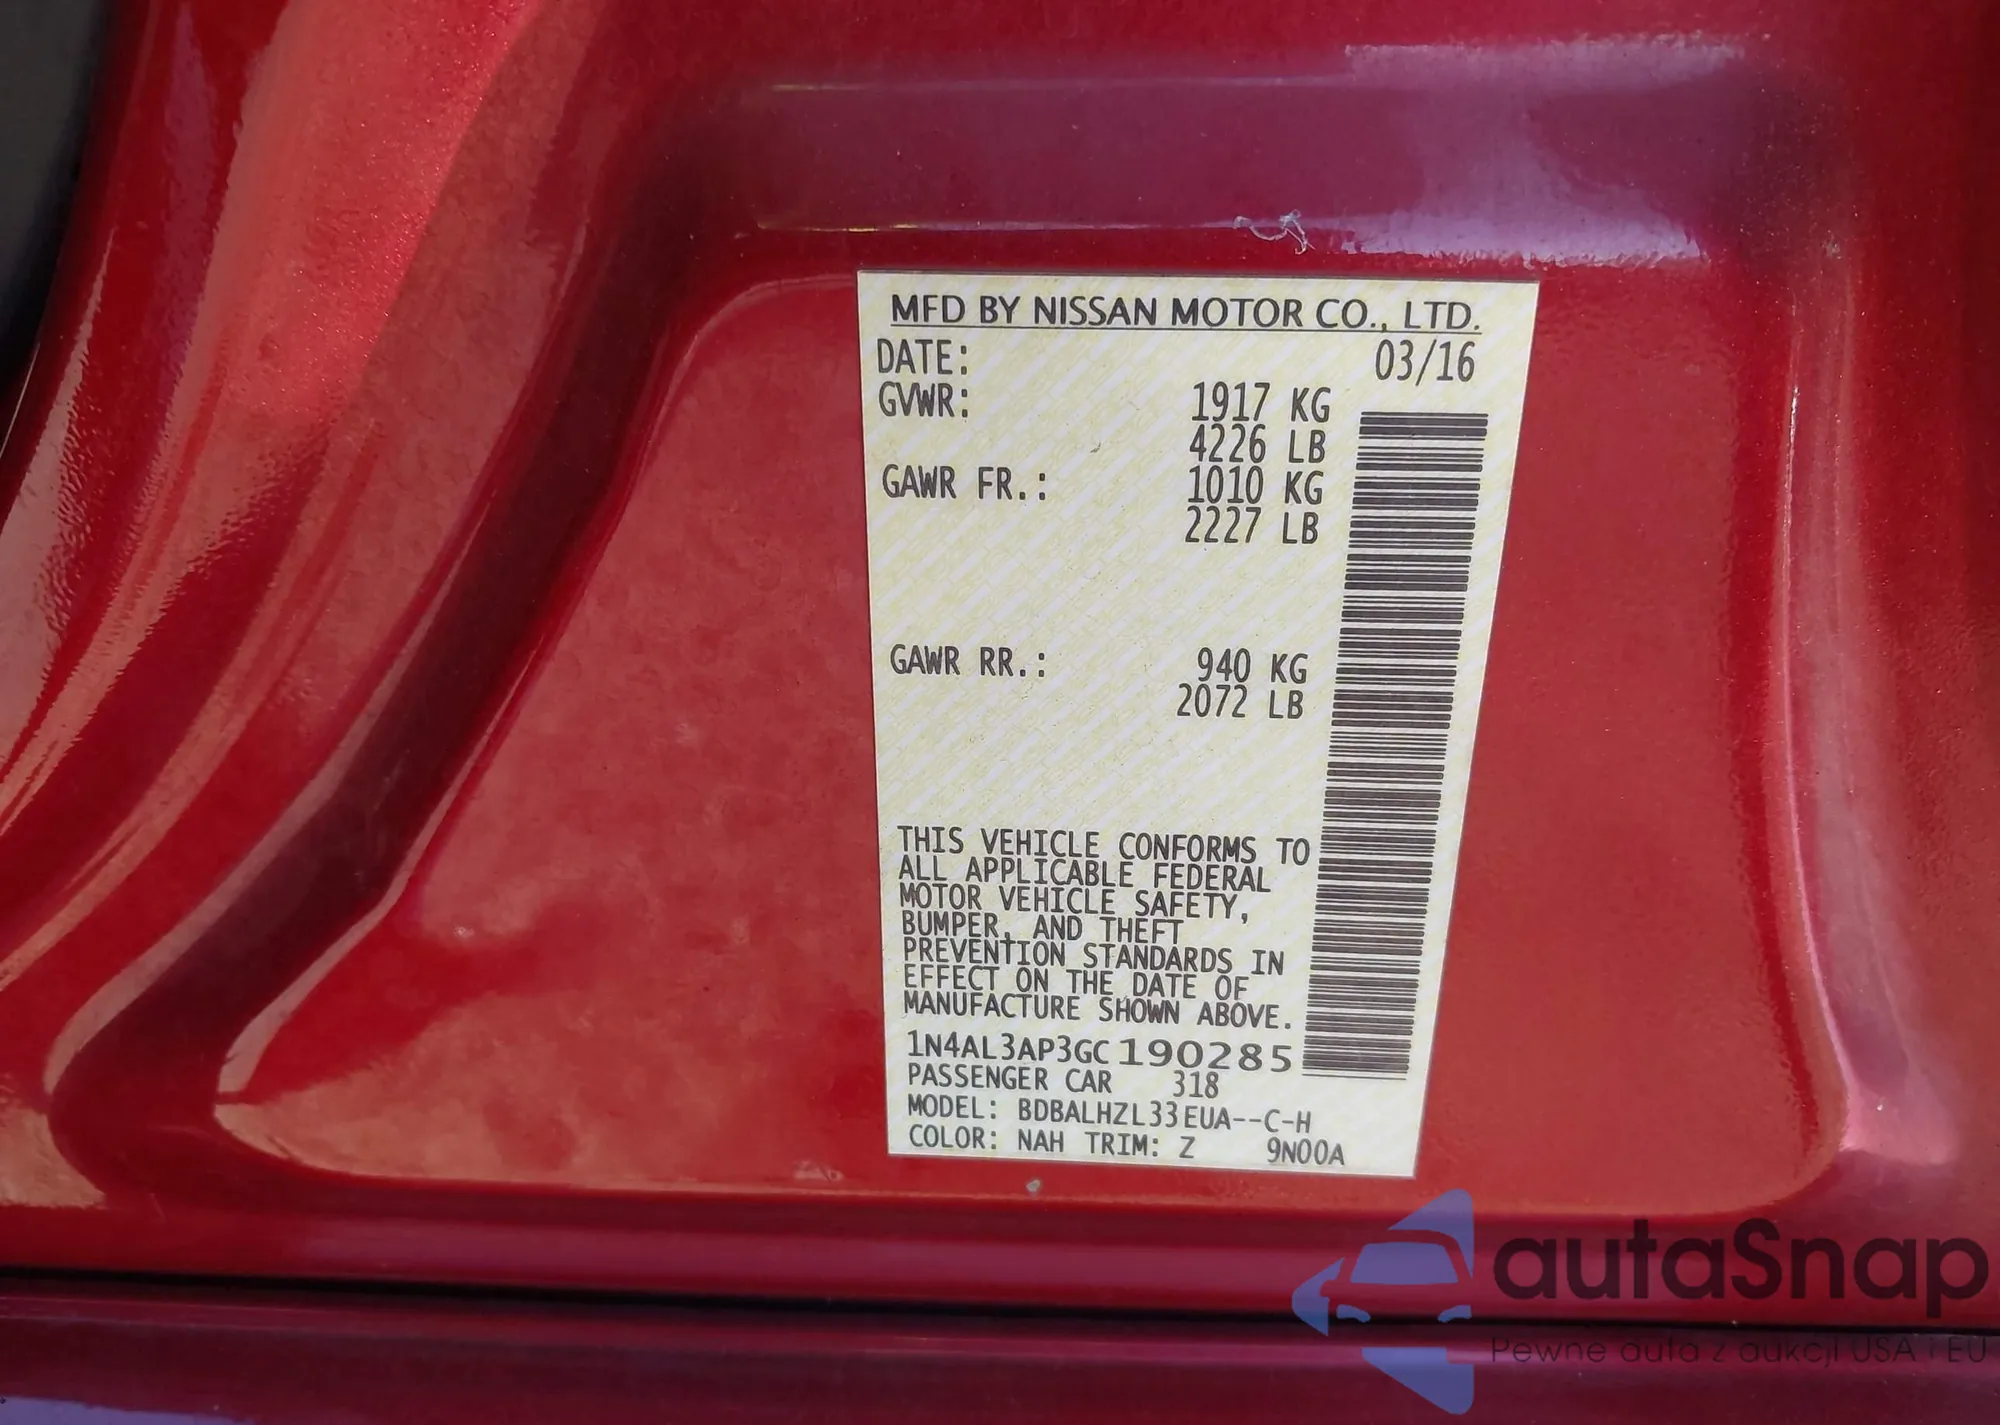 MFD BY NISSAN MOTOR CO., LTD.
DATE: 03/16
GVWR: 1917 KG
4226 LB
GAWR FR.: 1010 KG
2227 LB
GAWR RR.: 940 KG
2072 LB
THIS VEHICLE CONFORMS TO
ALL APPLICABLE FEDERAL
MOTOR VEHICLE SAFETY,
BUMPER, AND THEFT
PREVENTION STANDARDS IN
EFFECT ON THE DATE OF
MANUFACTURE SHOWN ABOVE.
1N4AL3AP3GC190285
PASSENGER CAR 318
MODEL: BDBALHZL33EUA--C-H
COLOR: NAH TRIM: Z 9N00A
autaSnap
Pewne auta z aukcji USA i EU